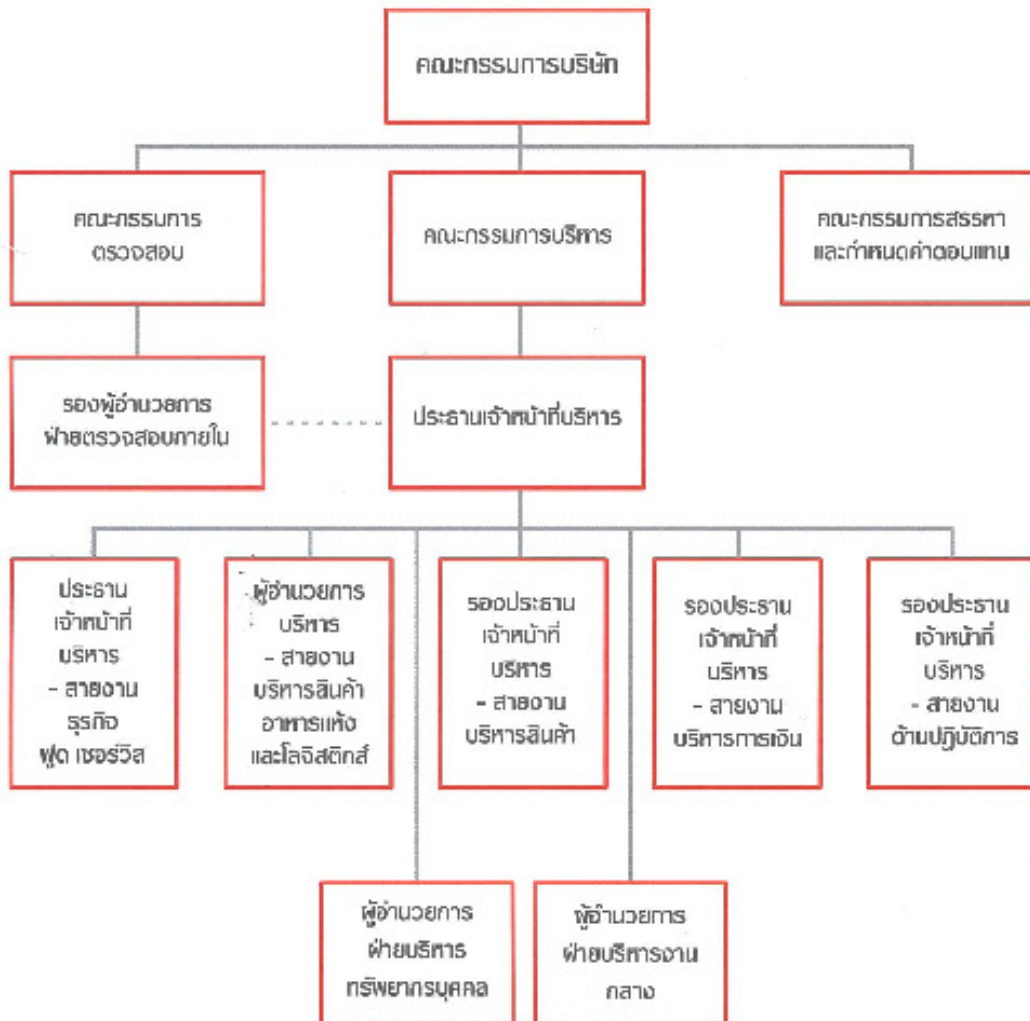 คณะกรรมการบริษัท
คณะกรรมการ
ตรวจสอบ
คณะกรรมการบริหาร
คณะกรรมการสรรหา
และกำหนดค่าตอบแทน
รองผู้อำนวยการ
ฝ่ายตรวจสอบภายใน
ประธานเจ้าหน้าที่บริหาร
ประธาน
เจ้าหน้าที่
บริหาร
- สายงาน
ธุรกิจ
ฟูด เซอร์วิส
ผู้อำนวยการ
บริหาร
- สายงาน
บริหารสินค้า
อาหารแห้ง
และโลจิสติกส์
รองประธาน
เจ้าหน้าที่
บริหาร
- สายงาน
บริหารสินค้า
รองประธาน
เจ้าหน้าที่
บริหาร
- สายงาน
บริหารการเงิน
รองประธาน
เจ้าหน้าที่
บริหาร
- สายงาน
ด้านปฏิบัติการ
ผู้อำนวยการ
ฝ่ายบริหาร
ทรัพยากรบุคคล
ผู้อำนวยการ
ฝ่ายบริหารงาน
กลาง